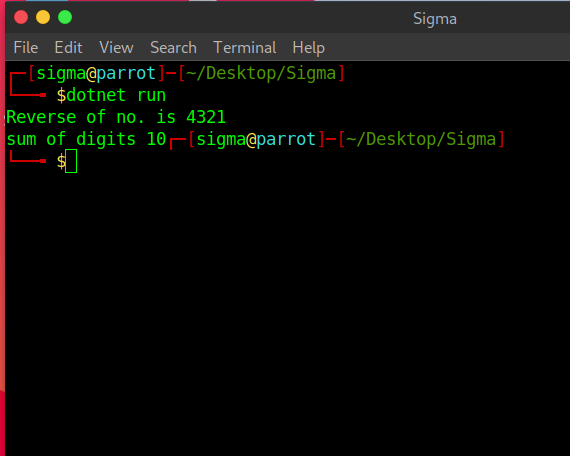 Sigma
File Edit View Search Terminal Help
┌─[sigma@parrot]─[~/Desktop/Sigma]
└──╼ $dotnet run
Reverse of no. is 4321
sum of digits 10┌─[sigma@parrot]─[~/Desktop/Sigma]
└──╼ $